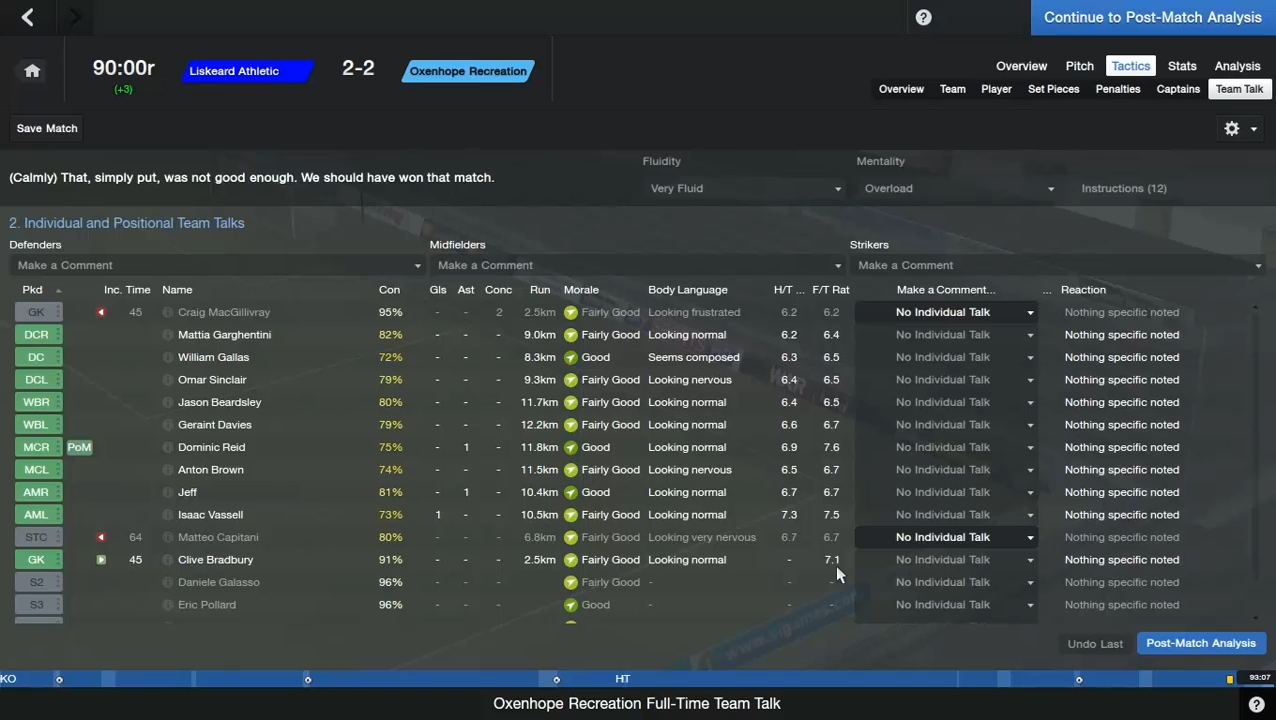 Continue to Post-Match Analysis
90:00r
(+3)
Liskeard Athletic
2-2
Oxenhope Recreation
Overview Pitch Tactics Stats Analysis
Overview Team Player Set Pieces Penalties Captains Team Talk
Save Match
(Calmly) That, simply put, was not good enough. We should have won that match.
Fluidity
Very Fluid
Mentality
Overload
Instructions (12)
2. Individual and Positional Team Talks
Defenders Midfielders Strikers
Make a Comment Make a Comment Make a Comment
Pkd Inc. Time Name Con Gls Ast Conc Run Morale Body Language H/T ... F/T Rat Make a Comment... ... Reaction
GK 45 Craig MacGillivray 95% - - 2 2.5km Fairly Good Looking frustrated 6.2 6.2 No Individual Talk Nothing specific noted
DCR Mattia Garghentini 82% - - - 9.0km Fairly Good Looking normal 6.2 6.4 No Individual Talk Nothing specific noted
DC William Gallas 72% - - - 8.3km Good Seems composed 6.3 6.5 No Individual Talk Nothing specific noted
DCL Omar Sinclair 79% - - - 9.3km Fairly Good Looking nervous 6.4 6.5 No Individual Talk Nothing specific noted
WBR Jason Beardsley 80% - - - 11.7km Fairly Good Looking normal 6.4 6.5 No Individual Talk Nothing specific noted
WBL Geraint Davies 79% - - - 12.2km Fairly Good Looking normal 6.6 6.7 No Individual Talk Nothing specific noted
MCR PoM Dominic Reid 75% - 1 - 11.8km Good Looking normal 6.9 7.6 No Individual Talk Nothing specific noted
MCL Anton Brown 74% - - - 11.5km Fairly Good Looking nervous 6.5 6.7 No Individual Talk Nothing specific noted
AMR Jeff 81% - 1 - 10.4km Good Looking normal 6.7 6.7 No Individual Talk Nothing specific noted
AML Isaac Vassell 73% 1 - - 10.5km Fairly Good Looking normal 7.3 7.5 No Individual Talk Nothing specific noted
STC 64 Matteo Capitani 80% - - - 6.8km Fairly Good Looking very nervous 6.7 6.7 No Individual Talk Nothing specific noted
GK 45 Clive Bradbury 91% - - - 2.5km Fairly Good Looking normal - 7.1 No Individual Talk Nothing specific noted
S2 Daniele Galasso 96% - - - Fairly Good - - - No Individual Talk Nothing specific noted
S3 Eric Pollard 96% - - - Good - - - No Individual Talk Nothing specific noted
Undo Last Post-Match Analysis
KO HT 93:07
Oxenhope Recreation Full-Time Team Talk